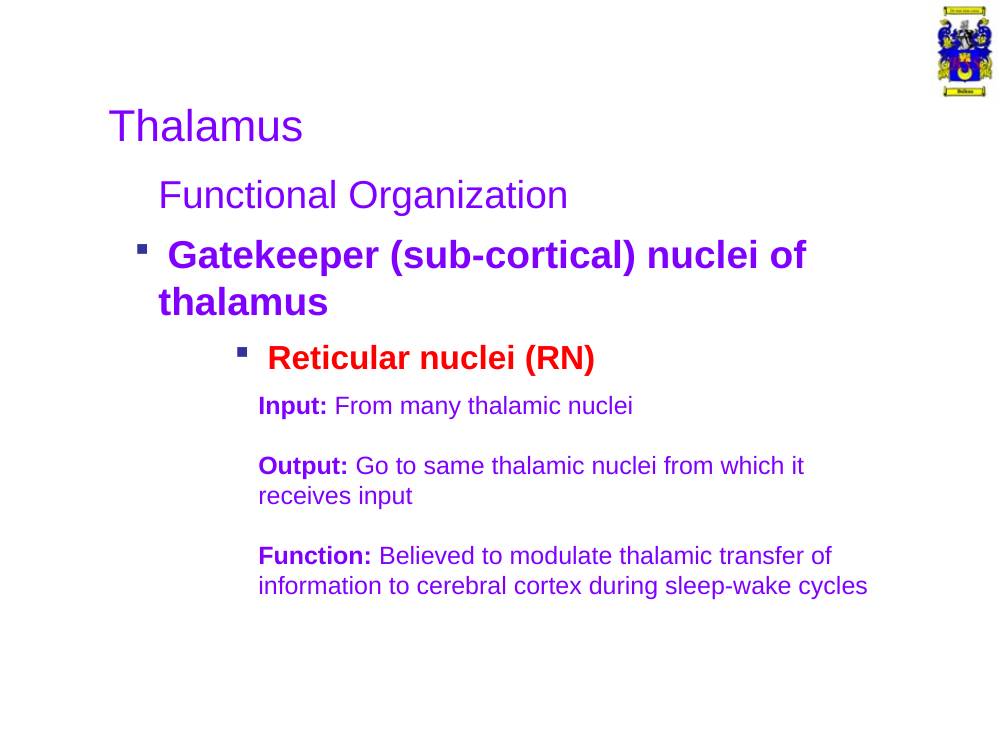 Thalamus
Functional Organization
▪ Gatekeeper (sub-cortical) nuclei of
thalamus
▪ Reticular nuclei (RN)
Input: From many thalamic nuclei
Output: Go to same thalamic nuclei from which it
receives input
Function: Believed to modulate thalamic transfer of
information to cerebral cortex during sleep-wake cycles